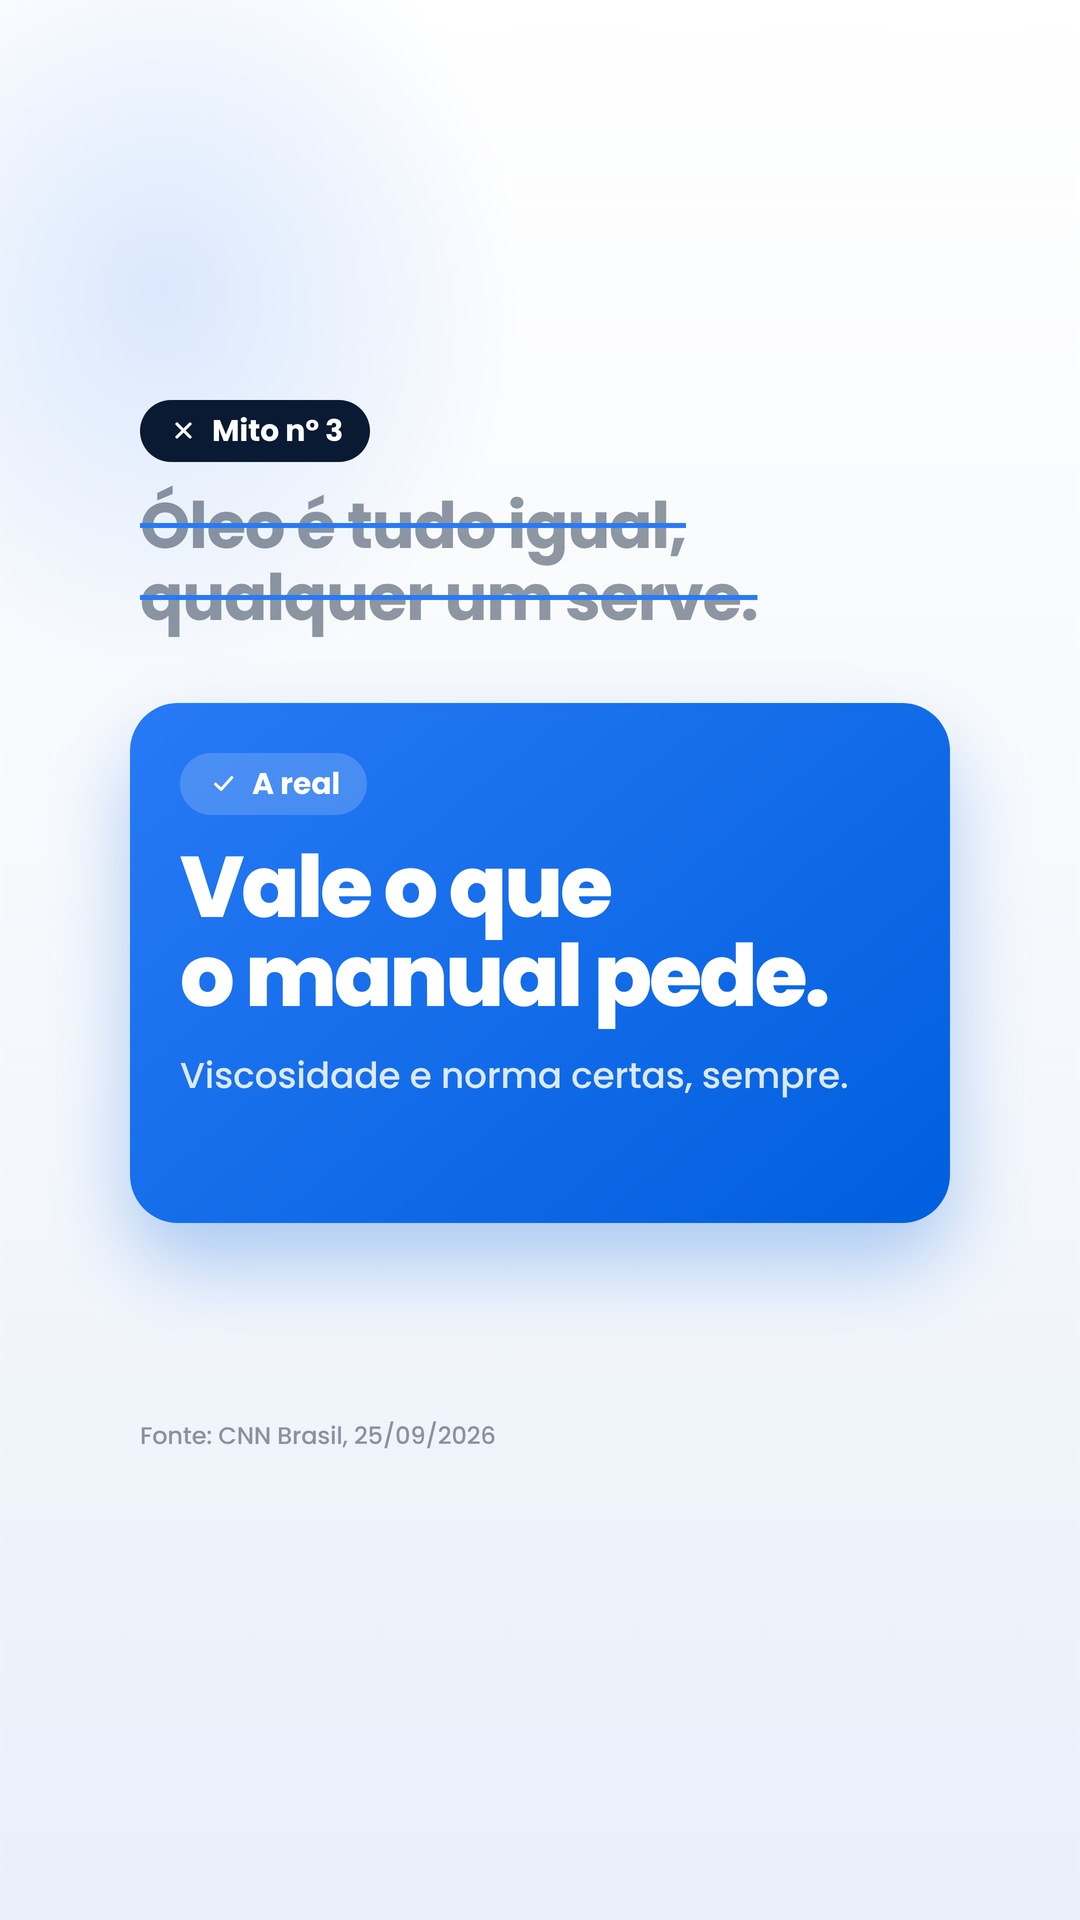 Mito nº 3
Óleo é tudo igual,
qualquer um serve.
A real
Vale o que
o manual pede.
Viscosidade e norma certas, sempre.
Fonte: CNN Brasil, 25/09/2026